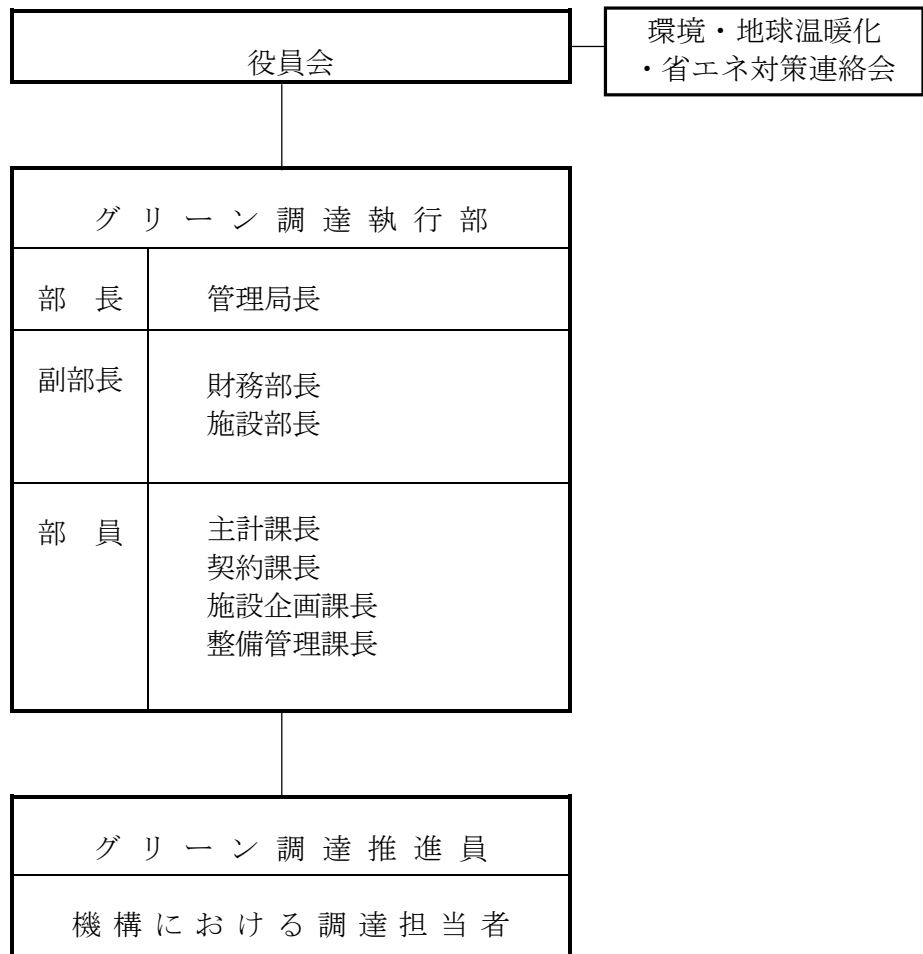 役員会
環境・地球温暖化
・省エネ対策連絡会
グリーン調達執行部
部　長
管理局長
副部長
財務部長
施設部長
部　員
主計課長
契約課長
施設企画課長
整備管理課長
グリーン調達推進員
機構における調達担当者